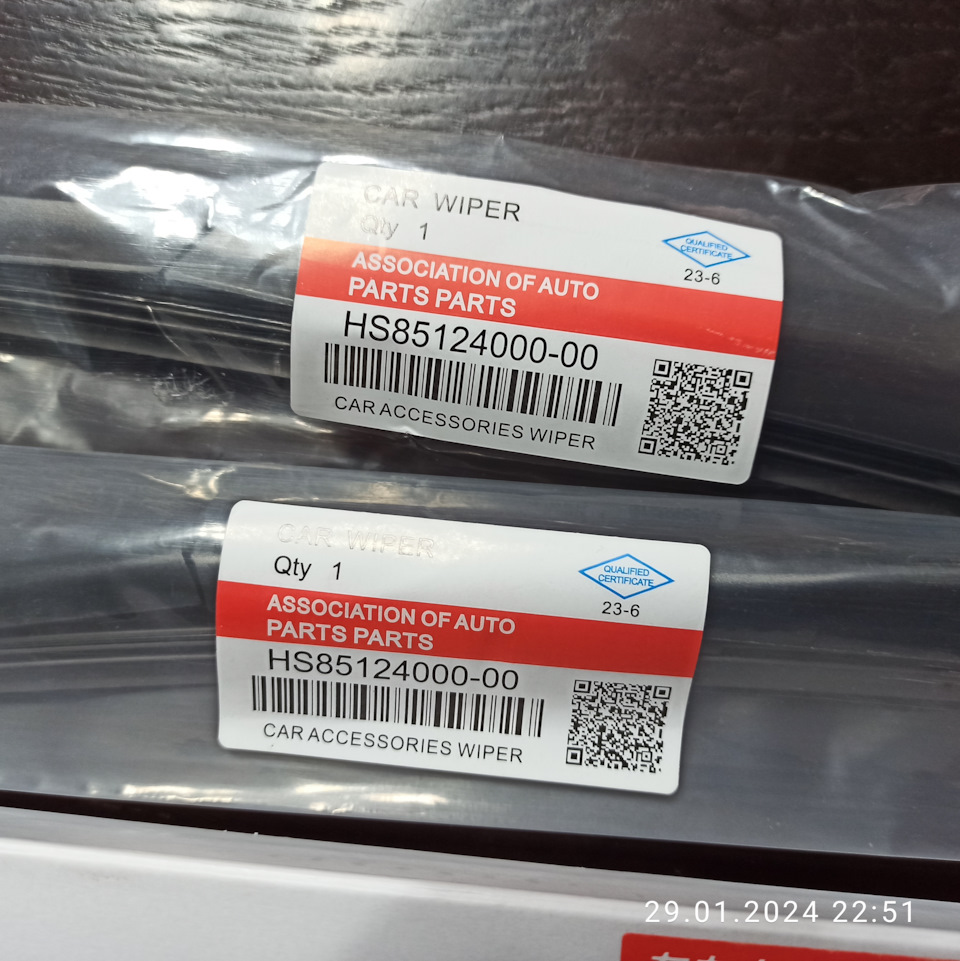 CAR WIPER
Qty 1
QUALIFIED
CERTIFICATE
23-6
ASSOCIATION OF AUTO
PARTS PARTS
HS85124000-00
CAR ACCESSORIES WIPER
CAR WIPER
Qty 1
QUALIFIED
CERTIFICATE
23-6
ASSOCIATION OF AUTO
PARTS PARTS
HS85124000-00
CAR ACCESSORIES WIPER
29.01.2024 22:51